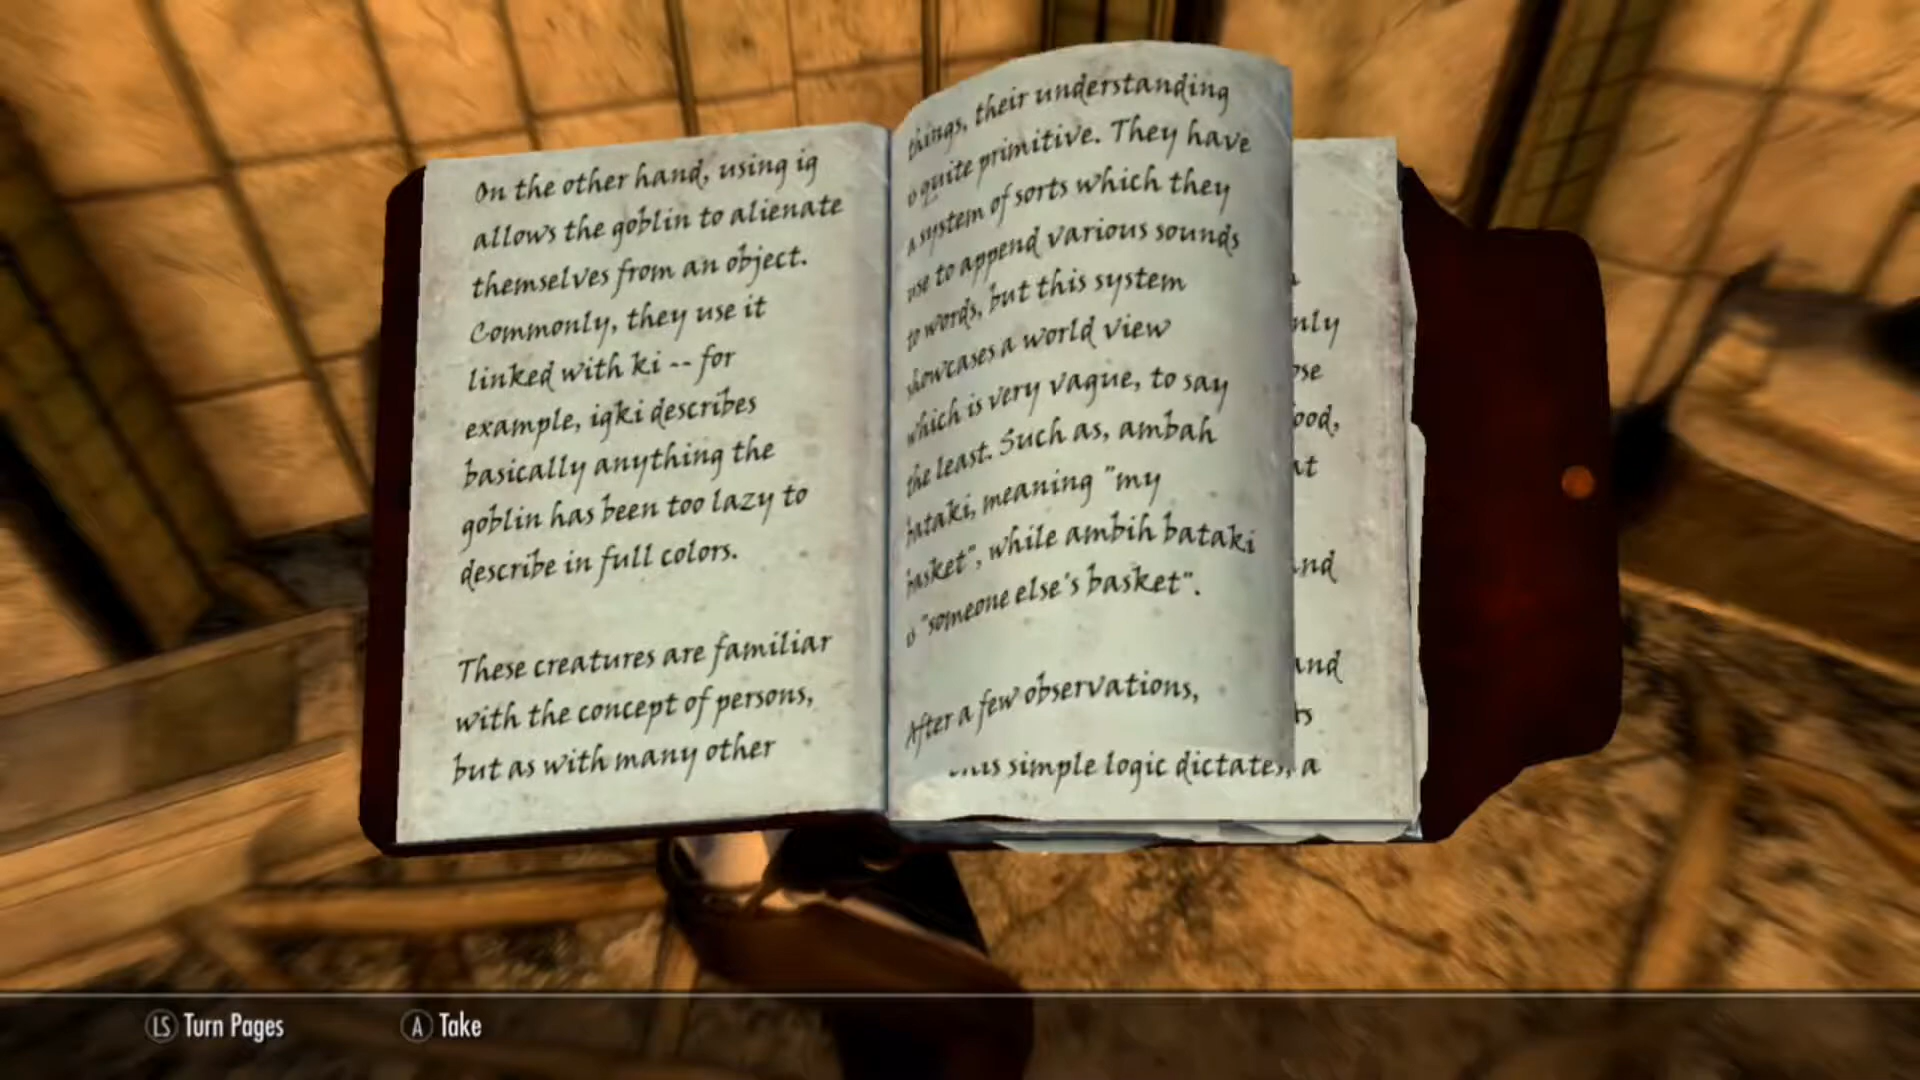 On the other hand, using ig
allows the goblin to alienate
themselves from an object.
Commonly, they use it
linked with ki -- for
example, igki describes
basically anything the
goblin has been too lazy to
describe in full colors.
These creatures are familiar
with the concept of persons,
but as with many other
things, their understanding
is quite primitive. They have
a system of sorts which they
use to append various sounds
to words, but this system
showcases a world view
which is very vague, to say
the least. Such as, ambah
bataki, meaning "my
basket", while ambih bataki
is "someone else's basket".
After a few observations,
simple logic dictates, a
and
and
LS Turn Pages
A Take